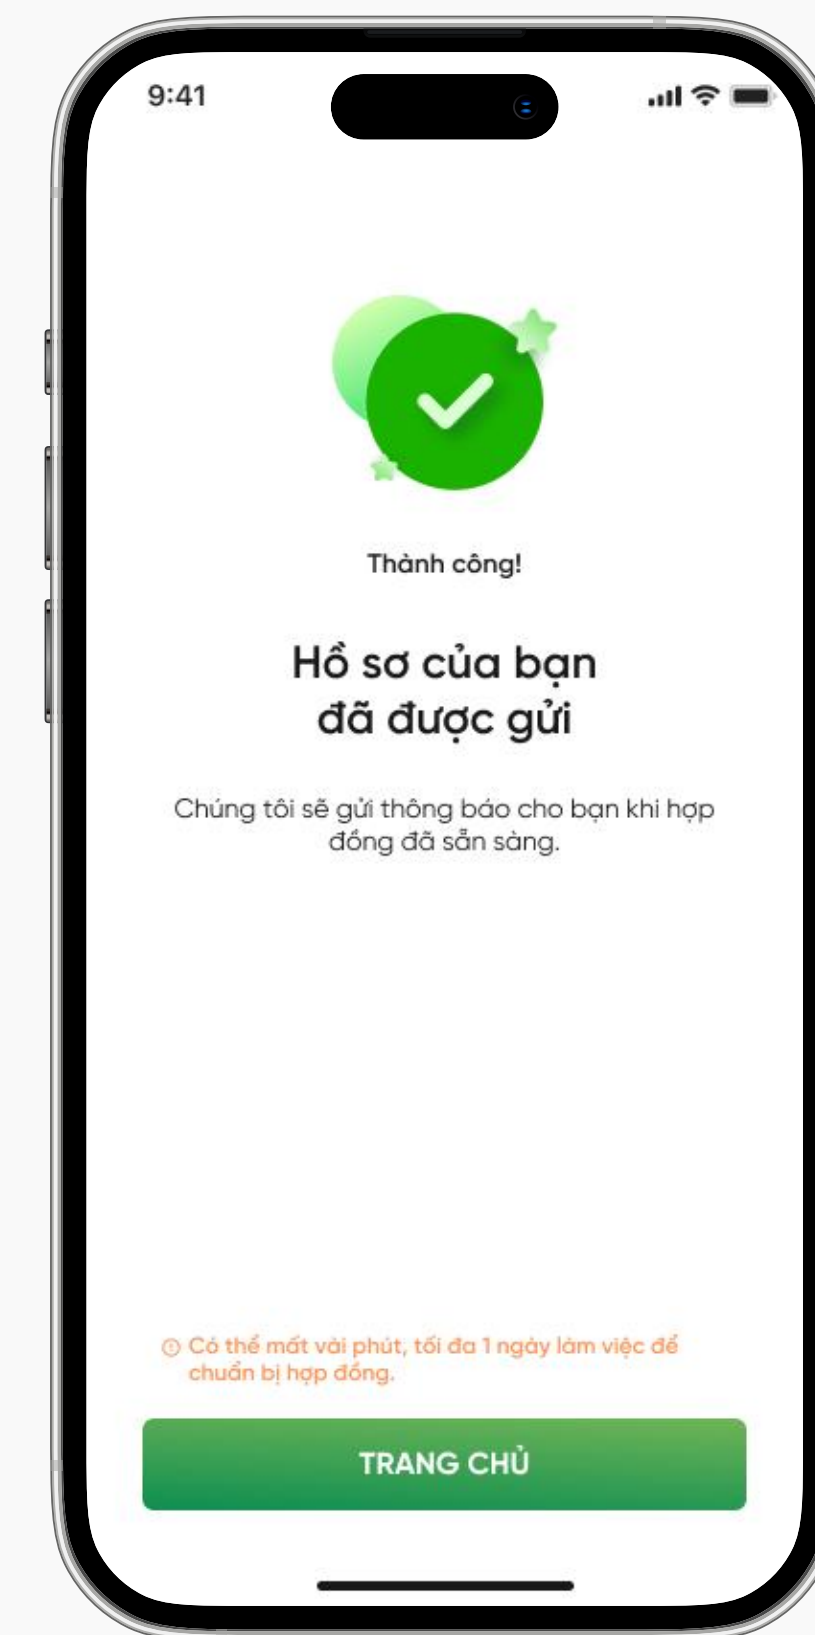 9:41
Thành công!
Hồ sơ của bạn
đã được gửi
Chúng tôi sẽ gửi thông báo cho bạn khi hợp
đồng đã sẵn sàng.
Có thể mất vài phút, tối đa 1 ngày làm việc để
chuẩn bị hợp đồng.
TRANG CHỦ